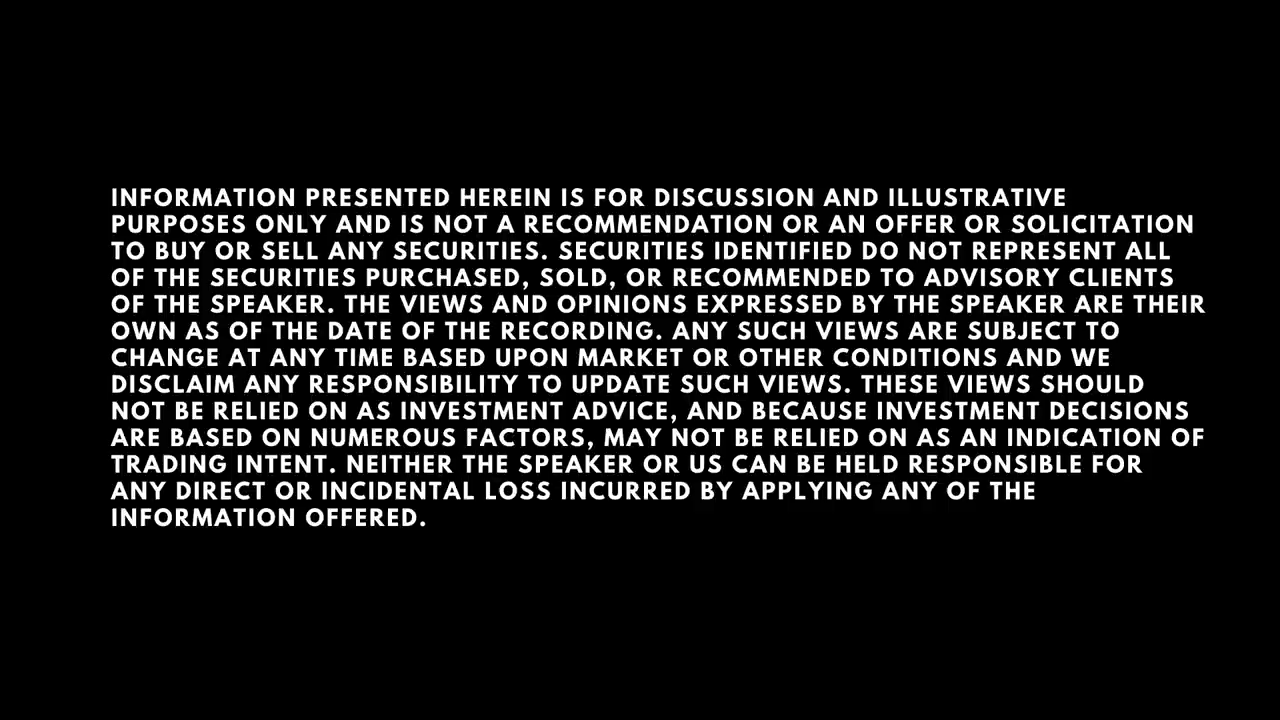 INFORMATION PRESENTED HEREIN IS FOR DISCUSSION AND ILLUSTRATIVE
PURPOSES ONLY AND IS NOT A RECOMMENDATION OR AN OFFER OR SOLICITATION
TO BUY OR SELL ANY SECURITIES. SECURITIES IDENTIFIED DO NOT REPRESENT ALL
OF THE SECURITIES PURCHASED, SOLD, OR RECOMMENDED TO ADVISORY CLIENTS
OF THE SPEAKER. THE VIEWS AND OPINIONS EXPRESSED BY THE SPEAKER ARE THEIR
OWN AS OF THE DATE OF THE RECORDING. ANY SUCH VIEWS ARE SUBJECT TO
CHANGE AT ANY TIME BASED UPON MARKET OR OTHER CONDITIONS AND WE
DISCLAIM ANY RESPONSIBILITY TO UPDATE SUCH VIEWS. THESE VIEWS SHOULD
NOT BE RELIED ON AS INVESTMENT ADVICE, AND BECAUSE INVESTMENT DECISIONS
ARE BASED ON NUMEROUS FACTORS, MAY NOT BE RELIED ON AS AN INDICATION OF
TRADING INTENT. NEITHER THE SPEAKER OR US CAN BE HELD RESPONSIBLE FOR
ANY DIRECT OR INCIDENTAL LOSS INCURRED BY APPLYING ANY OF THE
INFORMATION OFFERED.